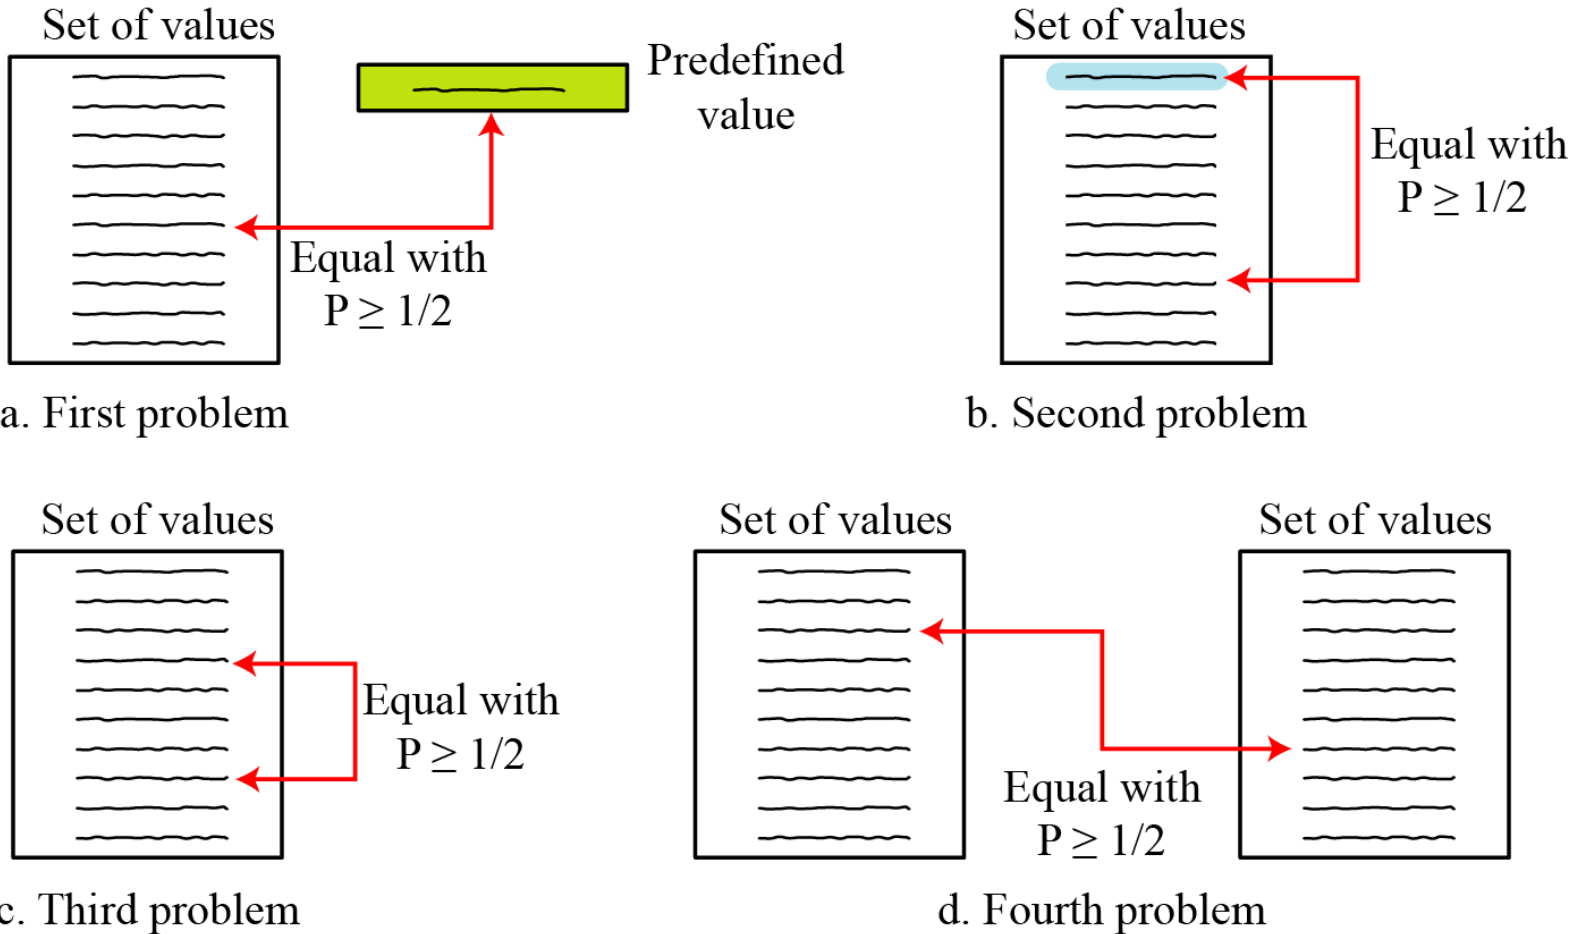 Set of values
Predefined
value
Equal with
P ≥ 1/2
a. First problem
Set of values
Equal with
P ≥ 1/2
b. Second problem
Set of values
Equal with
P ≥ 1/2
c. Third problem
Set of values
Set of values
Equal with
P ≥ 1/2
d. Fourth problem